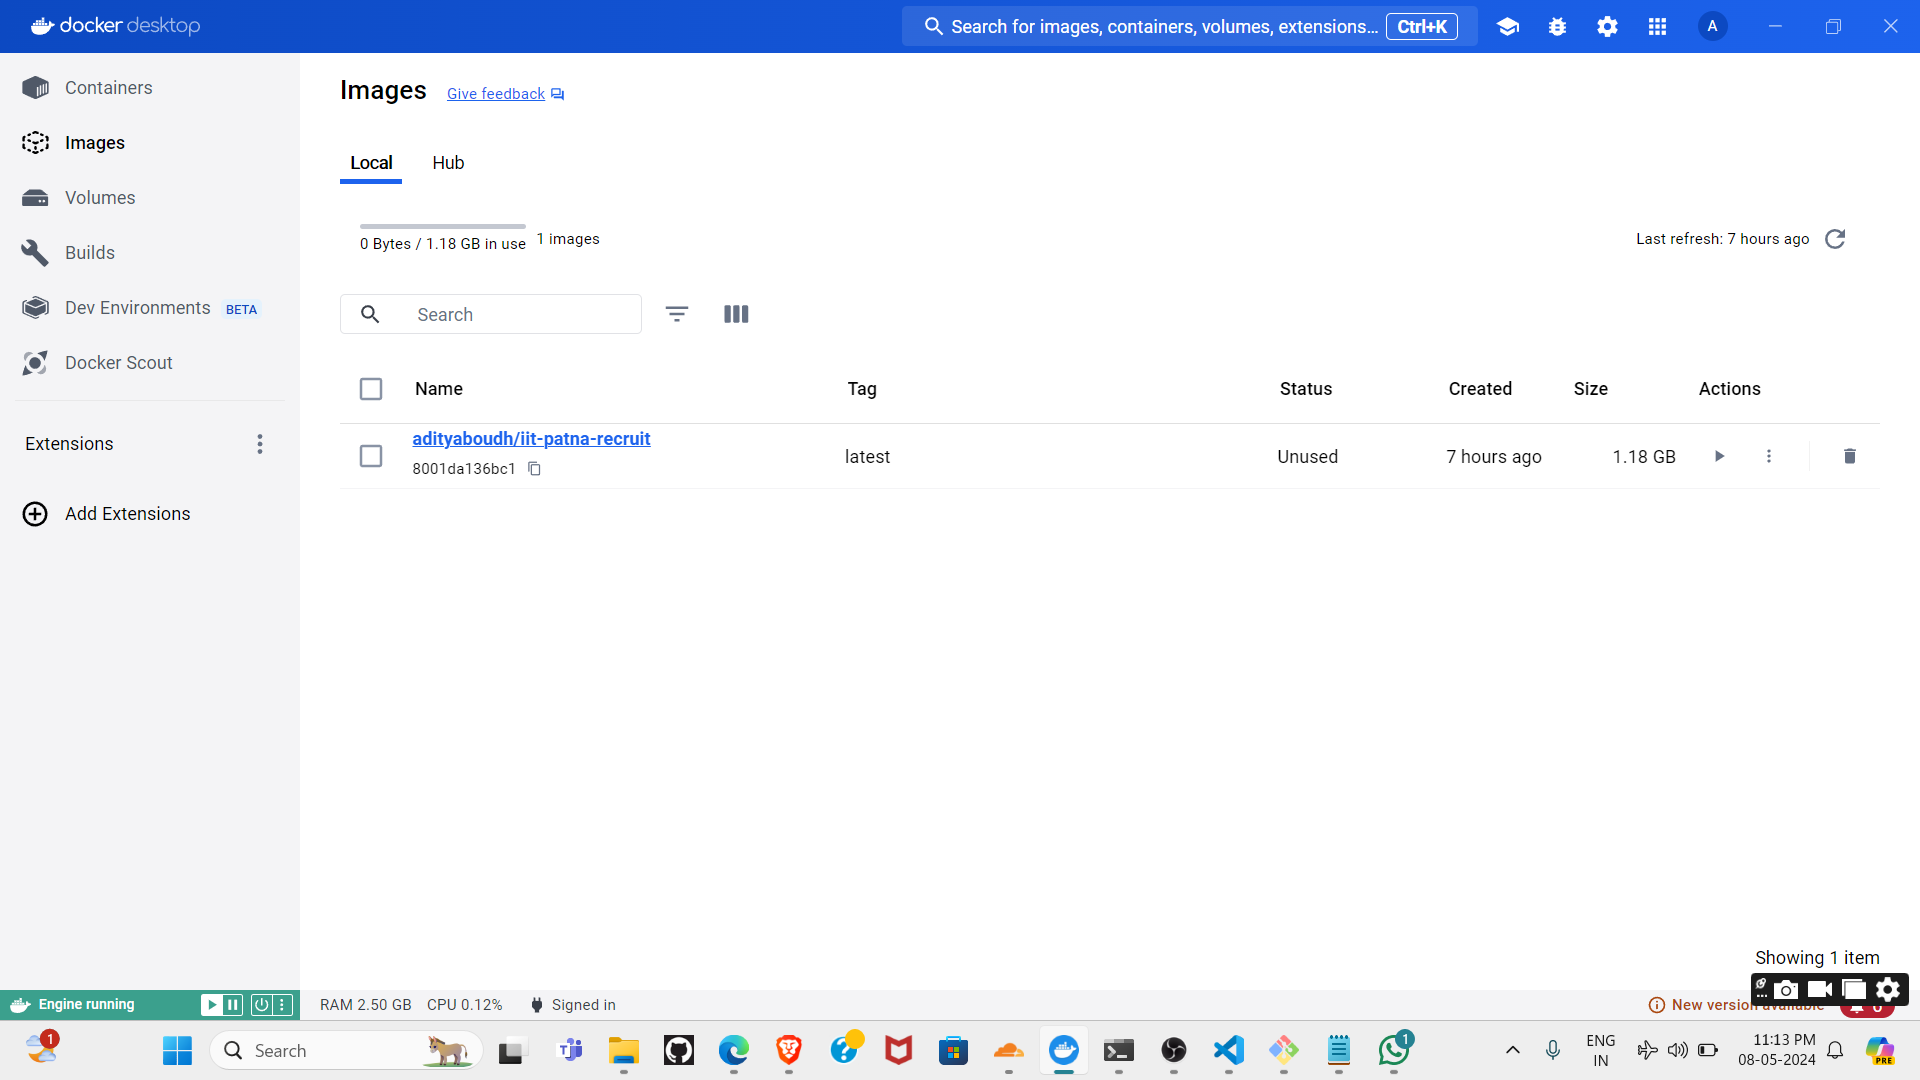 docker desktop
Search for images, containers, volumes, extensions... Ctrl+K
A
Containers
Images
Volumes
Builds
Dev Environments BETA
Docker Scout
Extensions
Add Extensions
Images Give feedback
Local Hub
0 Bytes / 1.18 GB in use 1 images
Last refresh: 7 hours ago
Search
Name Tag Status Created Size Actions
adityaboudh/iit-patna-recruit
8001da136bc1
latest Unused 7 hours ago 1.18 GB
Showing 1 item
Engine running
RAM 2.50 GB CPU 0.12% Signed in
New version available
1
Search
1
ENG
IN
11:13 PM
08-05-2024
PRE